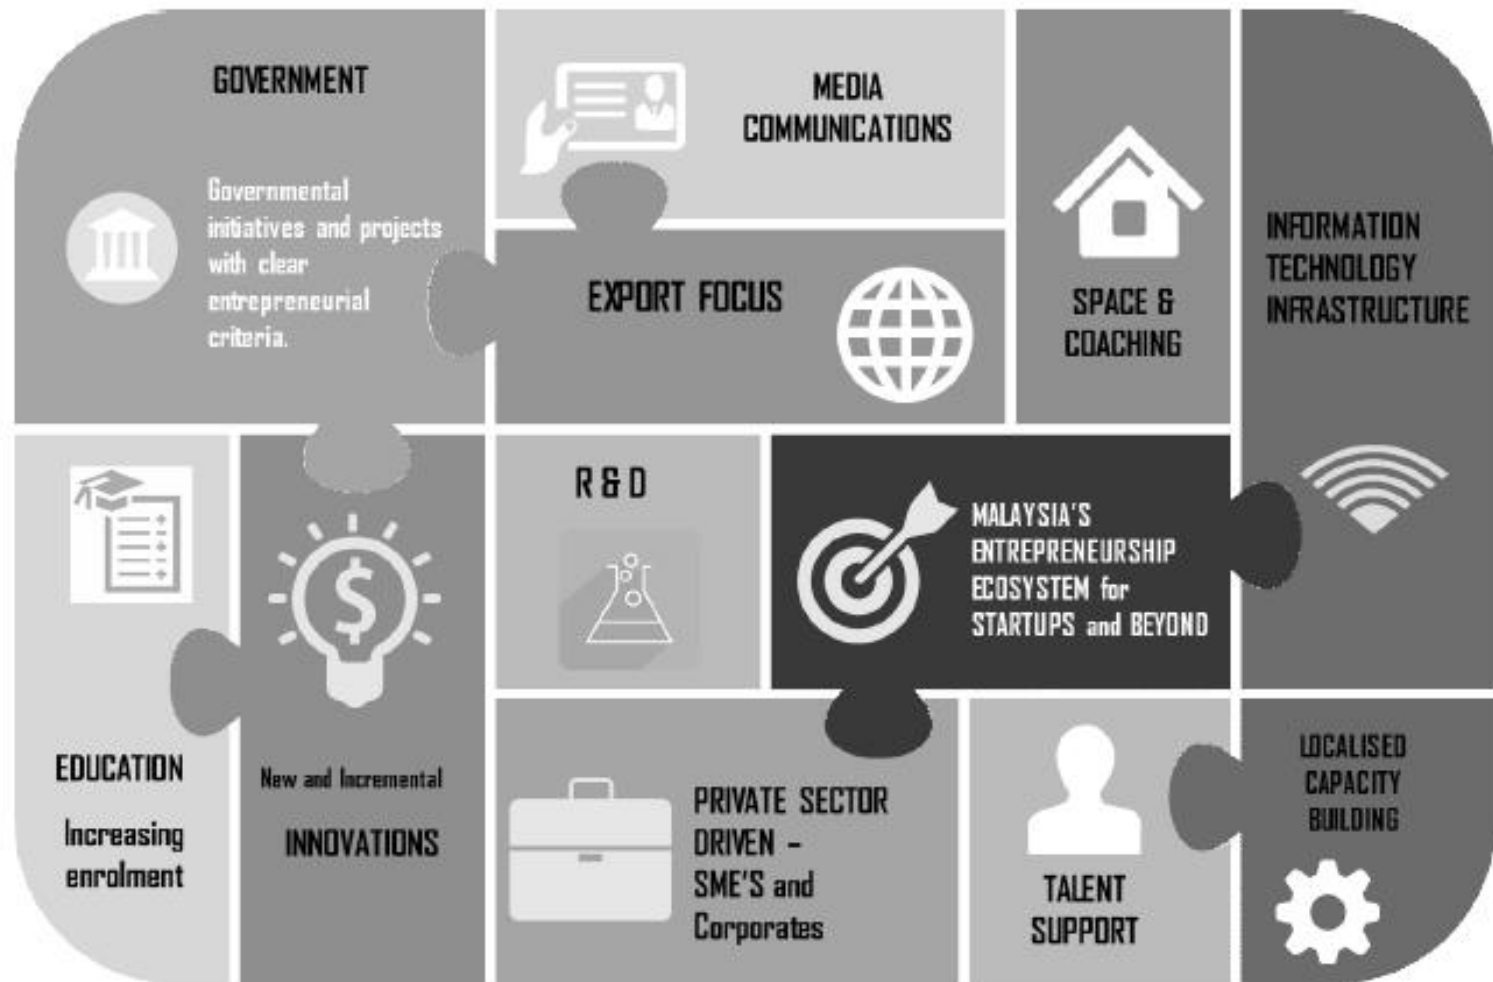 GOVERNMENT
Governmental
initiatives and projects
with clear
entrepreneurial
criteria.
MEDIA
COMMUNICATIONS
EXPORT FOCUS
SPACE &
COACHING
INFORMATION
TECHNOLOGY
INFRASTRUCTURE
EDUCATION
Increasing
enrolment
$
New and Incremental
INNOVATIONS
R & D
MALAYSIA'S
ENTREPRENEURSHIP
ECOSYSTEM for
STARTUPS and BEYOND
PRIVATE SECTOR
DRIVEN –
SME'S and
Corporates
TALENT
SUPPORT
LOCALISED
CAPACITY
BUILDING